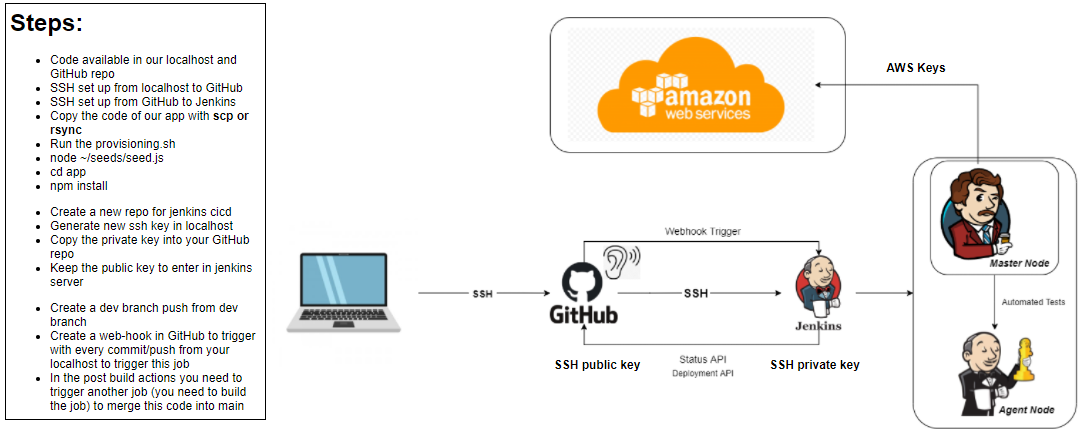 Steps:
Code available in our localhost and
GitHub repo
SSH set up from localhost to GitHub
SSH set up from GitHub to Jenkins
Copy the code of our app with scp or
rsync
Run the provisioning.sh
node ~/seeds/seed.js
cd app
npm install
Create a new repo for jenkins cicd
Generate new ssh key in localhost
Copy the private key into your GitHub
repo
Keep the public key to enter in jenkins
server
Create a dev branch push from dev
branch
Create a web-hook in GitHub to trigger
with every commit/push from your
localhost to trigger this job
In the post build actions you need to
trigger another job (you need to build
the job) to merge this code into main
amazon
web services
AWS Keys
Master Node
Automated Tests
Agent Node
Webhook Trigger
SSH
GitHub
SSH
Jenkins
Status API
Deployment API
SSH public key
SSH private key